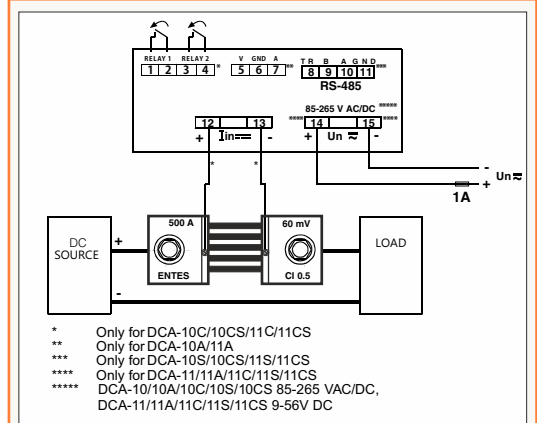 RELAY 1 RELAY 2 V GND A TR B A GND
1 2 3 4 * 5 6 7 ** 8 9 10 11 ***
RS-485
85-265 V AC/DC *****
12 13 **** 14 15 ****
+ Iin - + Un -
* *
- Un
+
1A
500 A 60 mV
DC SOURCE + LOAD
ENTES Cl 0.5
-
* Only for DCA-10C/10CS/11C/11CS
** Only for DCA-10A/11A
*** Only for DCA-10S/10CS/11S/11CS
**** Only for DCA-11/11A/11C/11S/11CS
***** DCA-10/10A/10C/10S/10CS 85-265 VAC/DC,
DCA-11/11A/11C/11S/11CS 9-56V DC